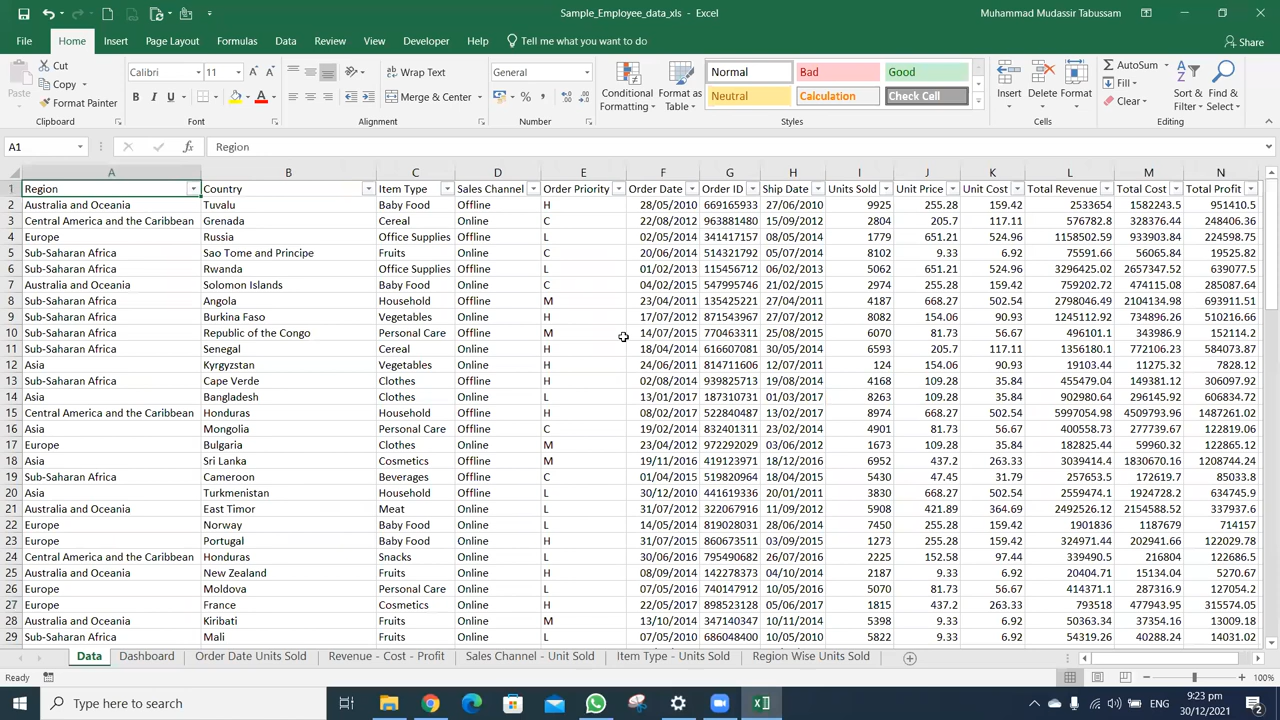 Sample_Employee_data_xls - Excel
Muhammad Mudassir Tabussam
File Home Insert Page Layout Formulas Data Review View Developer Help Tell me what you want to do Share
Paste Cut Copy Format Painter Clipboard
Calibri 11 B I U Font
Wrap Text Merge & Center Alignment
General % Number
Conditional Formatting Format as Table
Normal Bad Good
Neutral Calculation Check Cell
Styles
Insert Delete Format Cells
AutoSum Fill Clear Sort & Filter Find & Select Editing
A1 fx Region
A B C D E F G H I J K L M N
1 Region Country Item Type Sales Channel Order Priority Order Date Order ID Ship Date Units Sold Unit Price Unit Cost Total Revenue Total Cost Total Profit
2 Australia and Oceania Tuvalu Baby Food Offline H 28/05/2010 669165933 27/06/2010 9925 255.28 159.42 2533654 1582243.5 951410.5
3 Central America and the Caribbean Grenada Cereal Online C 22/08/2012 963881480 15/09/2012 2804 205.7 117.11 576782.8 328376.44 248406.36
4 Europe Russia Office Supplies Offline L 02/05/2014 341417157 08/05/2014 1779 651.21 524.96 1158502.59 933903.84 224598.75
5 Sub-Saharan Africa Sao Tome and Principe Fruits Online C 20/06/2014 514321792 05/07/2014 8102 9.33 6.92 75591.66 56065.84 19525.82
6 Sub-Saharan Africa Rwanda Office Supplies Offline L 01/02/2013 115456712 06/02/2013 5062 651.21 524.96 3296425.02 2657347.52 639077.5
7 Australia and Oceania Solomon Islands Baby Food Online C 04/02/2015 547995746 21/02/2015 2974 255.28 159.42 759202.72 474115.08 285087.64
8 Sub-Saharan Africa Angola Household Offline M 23/04/2011 135425221 27/04/2011 4187 668.27 502.54 2798046.49 2104134.98 693911.51
9 Sub-Saharan Africa Burkina Faso Vegetables Online H 17/07/2012 871543967 27/07/2012 8082 154.06 90.93 1245112.92 734896.26 510216.66
10 Sub-Saharan Africa Republic of the Congo Personal Care Offline M 14/07/2015 770463311 25/08/2015 6070 81.73 56.67 496101.1 343986.9 152114.2
11 Sub-Saharan Africa Senegal Cereal Online H 18/04/2014 616607081 30/05/2014 6593 205.7 117.11 1356180.1 772106.23 584073.87
12 Asia Kyrgyzstan Vegetables Online H 24/06/2011 814711606 12/07/2011 124 154.06 90.93 19103.44 11275.32 7828.12
13 Sub-Saharan Africa Cape Verde Clothes Offline H 02/08/2014 939825713 19/08/2014 4168 109.28 35.84 455479.04 149381.12 306097.92
14 Asia Bangladesh Clothes Online L 13/01/2017 187310731 01/03/2017 8263 109.28 35.84 902980.64 296145.92 606834.72
15 Central America and the Caribbean Honduras Household Offline H 08/02/2017 522840487 13/02/2017 8974 668.27 502.54 5997054.98 4509793.96 1487261.02
16 Asia Mongolia Personal Care Offline C 19/02/2014 832401311 23/02/2014 4901 81.73 56.67 400558.73 277739.67 122819.06
17 Europe Bulgaria Clothes Online M 23/04/2012 972292029 03/06/2012 1673 109.28 35.84 182825.44 59960.32 122865.12
18 Asia Sri Lanka Cosmetics Offline M 19/11/2016 419123971 18/12/2016 6952 437.2 263.33 3039414.4 1830670.16 1208744.24
19 Sub-Saharan Africa Cameroon Beverages Offline C 01/04/2015 519820964 18/04/2015 5430 47.45 31.79 257653.5 172619.7 85033.8
20 Asia Turkmenistan Household Offline L 30/12/2010 441619336 20/01/2011 3830 668.27 502.54 2559474.1 1924728.2 634745.9
21 Australia and Oceania East Timor Meat Online L 31/07/2012 322067916 11/09/2012 5908 421.89 364.69 2492526.12 2154588.52 337937.6
22 Europe Norway Baby Food Online L 14/05/2014 819028031 28/06/2014 7450 255.28 159.42 1901836 1187679 714157
23 Europe Portugal Baby Food Online H 31/07/2015 860673511 03/09/2015 1273 255.28 159.42 324971.44 202941.66 122029.78
24 Central America and the Caribbean Honduras Snacks Online L 30/06/2016 795490682 26/07/2016 2225 152.58 97.44 339490.5 216804 122686.5
25 Australia and Oceania New Zealand Fruits Online H 08/09/2014 142278373 04/10/2014 2187 9.33 6.92 20404.71 15134.04 5270.67
26 Europe Moldova Personal Care Online L 07/05/2016 740147912 10/05/2016 5070 81.73 56.67 414371.1 287316.9 127054.2
27 Europe France Cosmetics Online H 22/05/2017 898523128 05/06/2017 1815 437.2 263.33 793518 477943.95 315574.05
28 Australia and Oceania Kiribati Fruits Online M 13/10/2014 347140347 10/11/2014 5398 9.33 6.92 50363.34 37354.16 13009.18
29 Sub-Saharan Africa Mali Fruits Online L 07/05/2010 686048400 10/05/2010 5822 9.33 6.92 54319.26 40288.24 14031.02
Data Dashboard Order Date Units Sold Revenue - Cost - Profit Sales Channel - Unit Sold Item Type - Units Sold Region Wise Units Sold
Ready 100%
Type here to search
9:23 pm
30/12/2021
2